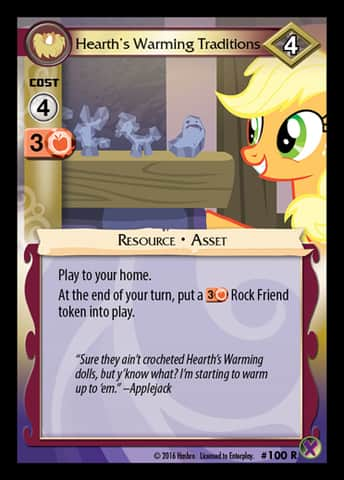 Hearth's Warming Traditions
4
COST
4
3
RESOURCE • ASSET
Play to your home.
At the end of your turn, put a 3 Rock Friend
token into play.
"Sure they ain't crocheted Hearth's Warming
dolls, but y'know what? I'm starting to warm
up to 'em." –Applejack
© 2016 Hasbro. Licensed to Enterplay. #100 R